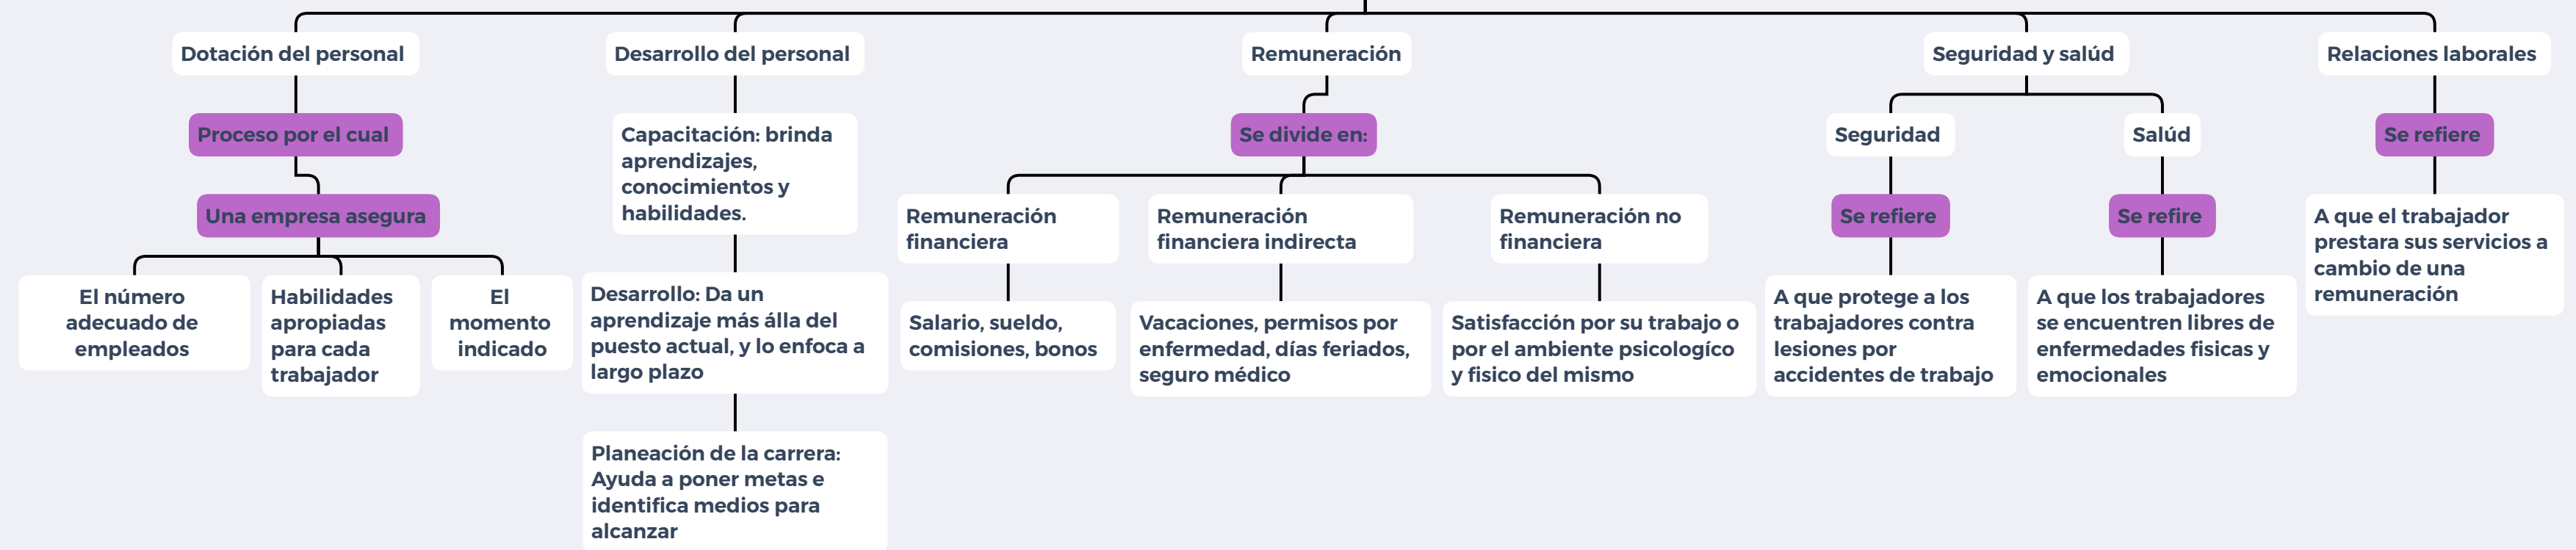 Dotación del personal
Proceso por el cual
Una empresa asegura
El número
adecuado de
empleados
Habilidades
apropiadas
para cada
trabajador
El
momento
indicado
Desarrollo del personal
Capacitación: brinda
aprendizajes,
conocimientos y
habilidades.
Desarrollo: Da un
aprendizaje más álla del
puesto actual, y lo enfoca a
largo plazo
Planeación de la carrera:
Ayuda a poner metas e
identifica medios para
alcanzar
Remuneración
Se divide en:
Remuneración
financiera
Salario, sueldo,
comisiones, bonos
Remuneración
financiera indirecta
Vacaciones, permisos por
enfermedad, días feriados,
seguro médico
Remuneración no
financiera
Satisfacción por su trabajo o
por el ambiente psicologíco
y fisico del mismo
Seguridad y salúd
Seguridad
Se refiere
A que protege a los
trabajadores contra
lesiones por
accidentes de trabajo
Salúd
Se refire
A que los trabajadores
se encuentren libres de
enfermedades fisicas y
emocionales
Relaciones laborales
Se refiere
A que el trabajador
prestara sus servicios a
cambio de una
remuneración